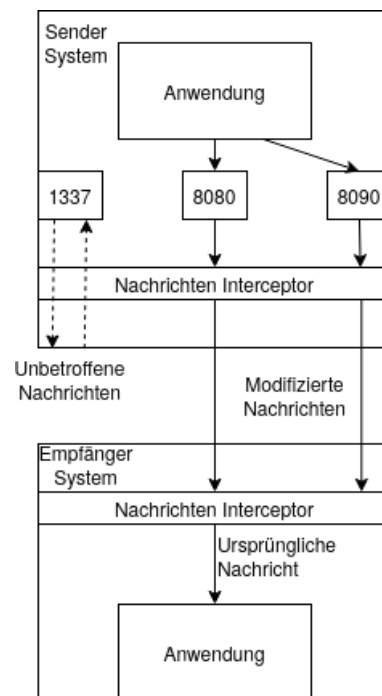 Sender
System
Anwendung
1337
8080
8090
Nachrichten Interceptor
Unbetroffene
Nachrichten
Modifizierte
Nachrichten
Empfänger
System
Nachrichten Interceptor
Ursprüngliche
Nachricht
Anwendung